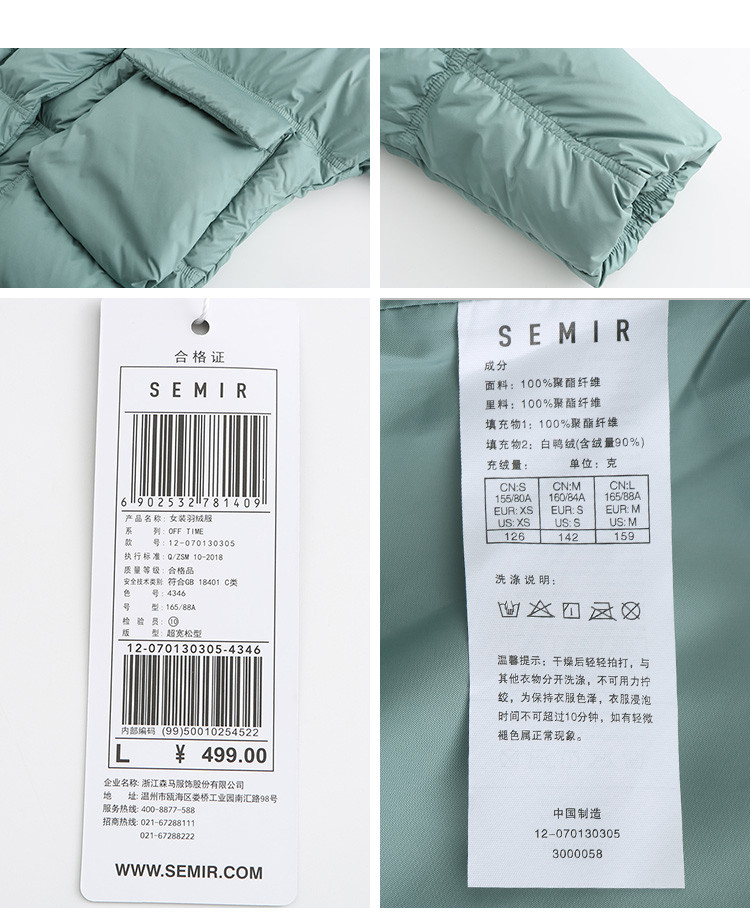 合格证
SEMIR
6 902532 781409
产品名称: 女装羽绒服
系 列: OFF TIME
款 号: 12-070130305
执行标准: Q/ZSM 10-2018
质量等级: 合格品
安全技术类别: 符合GB 18401 C类
色 号: 4346
号 型: 165/88A
检 验 员: ⑩
版 型: 超宽松型
12-070130305-4346
内部编码 (99)50010254522
L ¥ 499.00
企业名称: 浙江森马服饰股份有限公司
地 址: 温州市瓯海区娄桥工业园南汇路98号
服务热线: 400-8877-588
招商热线: 021-67288111
021-67288222
WWW.SEMIR.COM
SEMIR
成分
面料: 100%聚酯纤维
里料: 100%聚酯纤维
填充物1: 100%聚酯纤维
填充物2: 白鸭绒(含绒量90%)
充绒量: 单位: 克
CN:S CN:M CN:L
155/80A 160/84A 165/88A
EUR: XS EUR: S EUR: M
US: XS US: S US: M
126 142 159
洗涤说明:
温馨提示: 干燥后轻轻拍打, 与
其他衣物分开洗涤, 不可用力拧
绞, 为保持衣服色泽, 衣服浸泡
时间不可超过10分钟, 如有轻微
褪色属正常现象。
中国制造
12-070130305
3000058